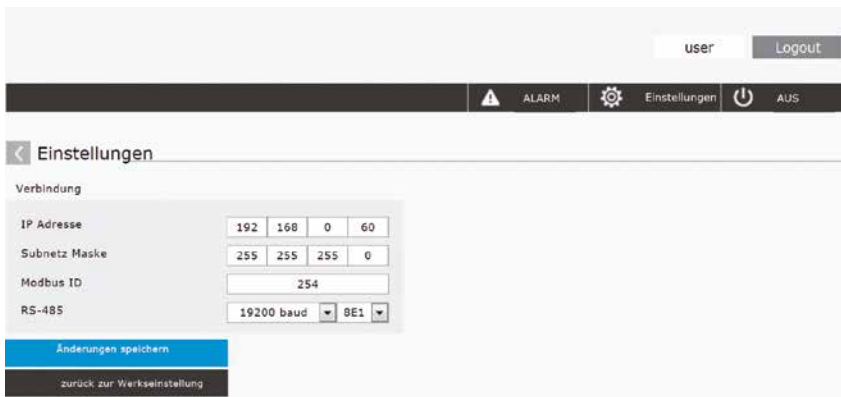 user Logout
ALARM Einstellungen AUS
Einstellungen
Verbindung
IP Adresse 192 168 0 60
Subnetz Maske 255 255 255 0
Modbus ID 254
RS-485 19200 baud 8E1
Änderungen speichern
zurück zur Werkseinstellung